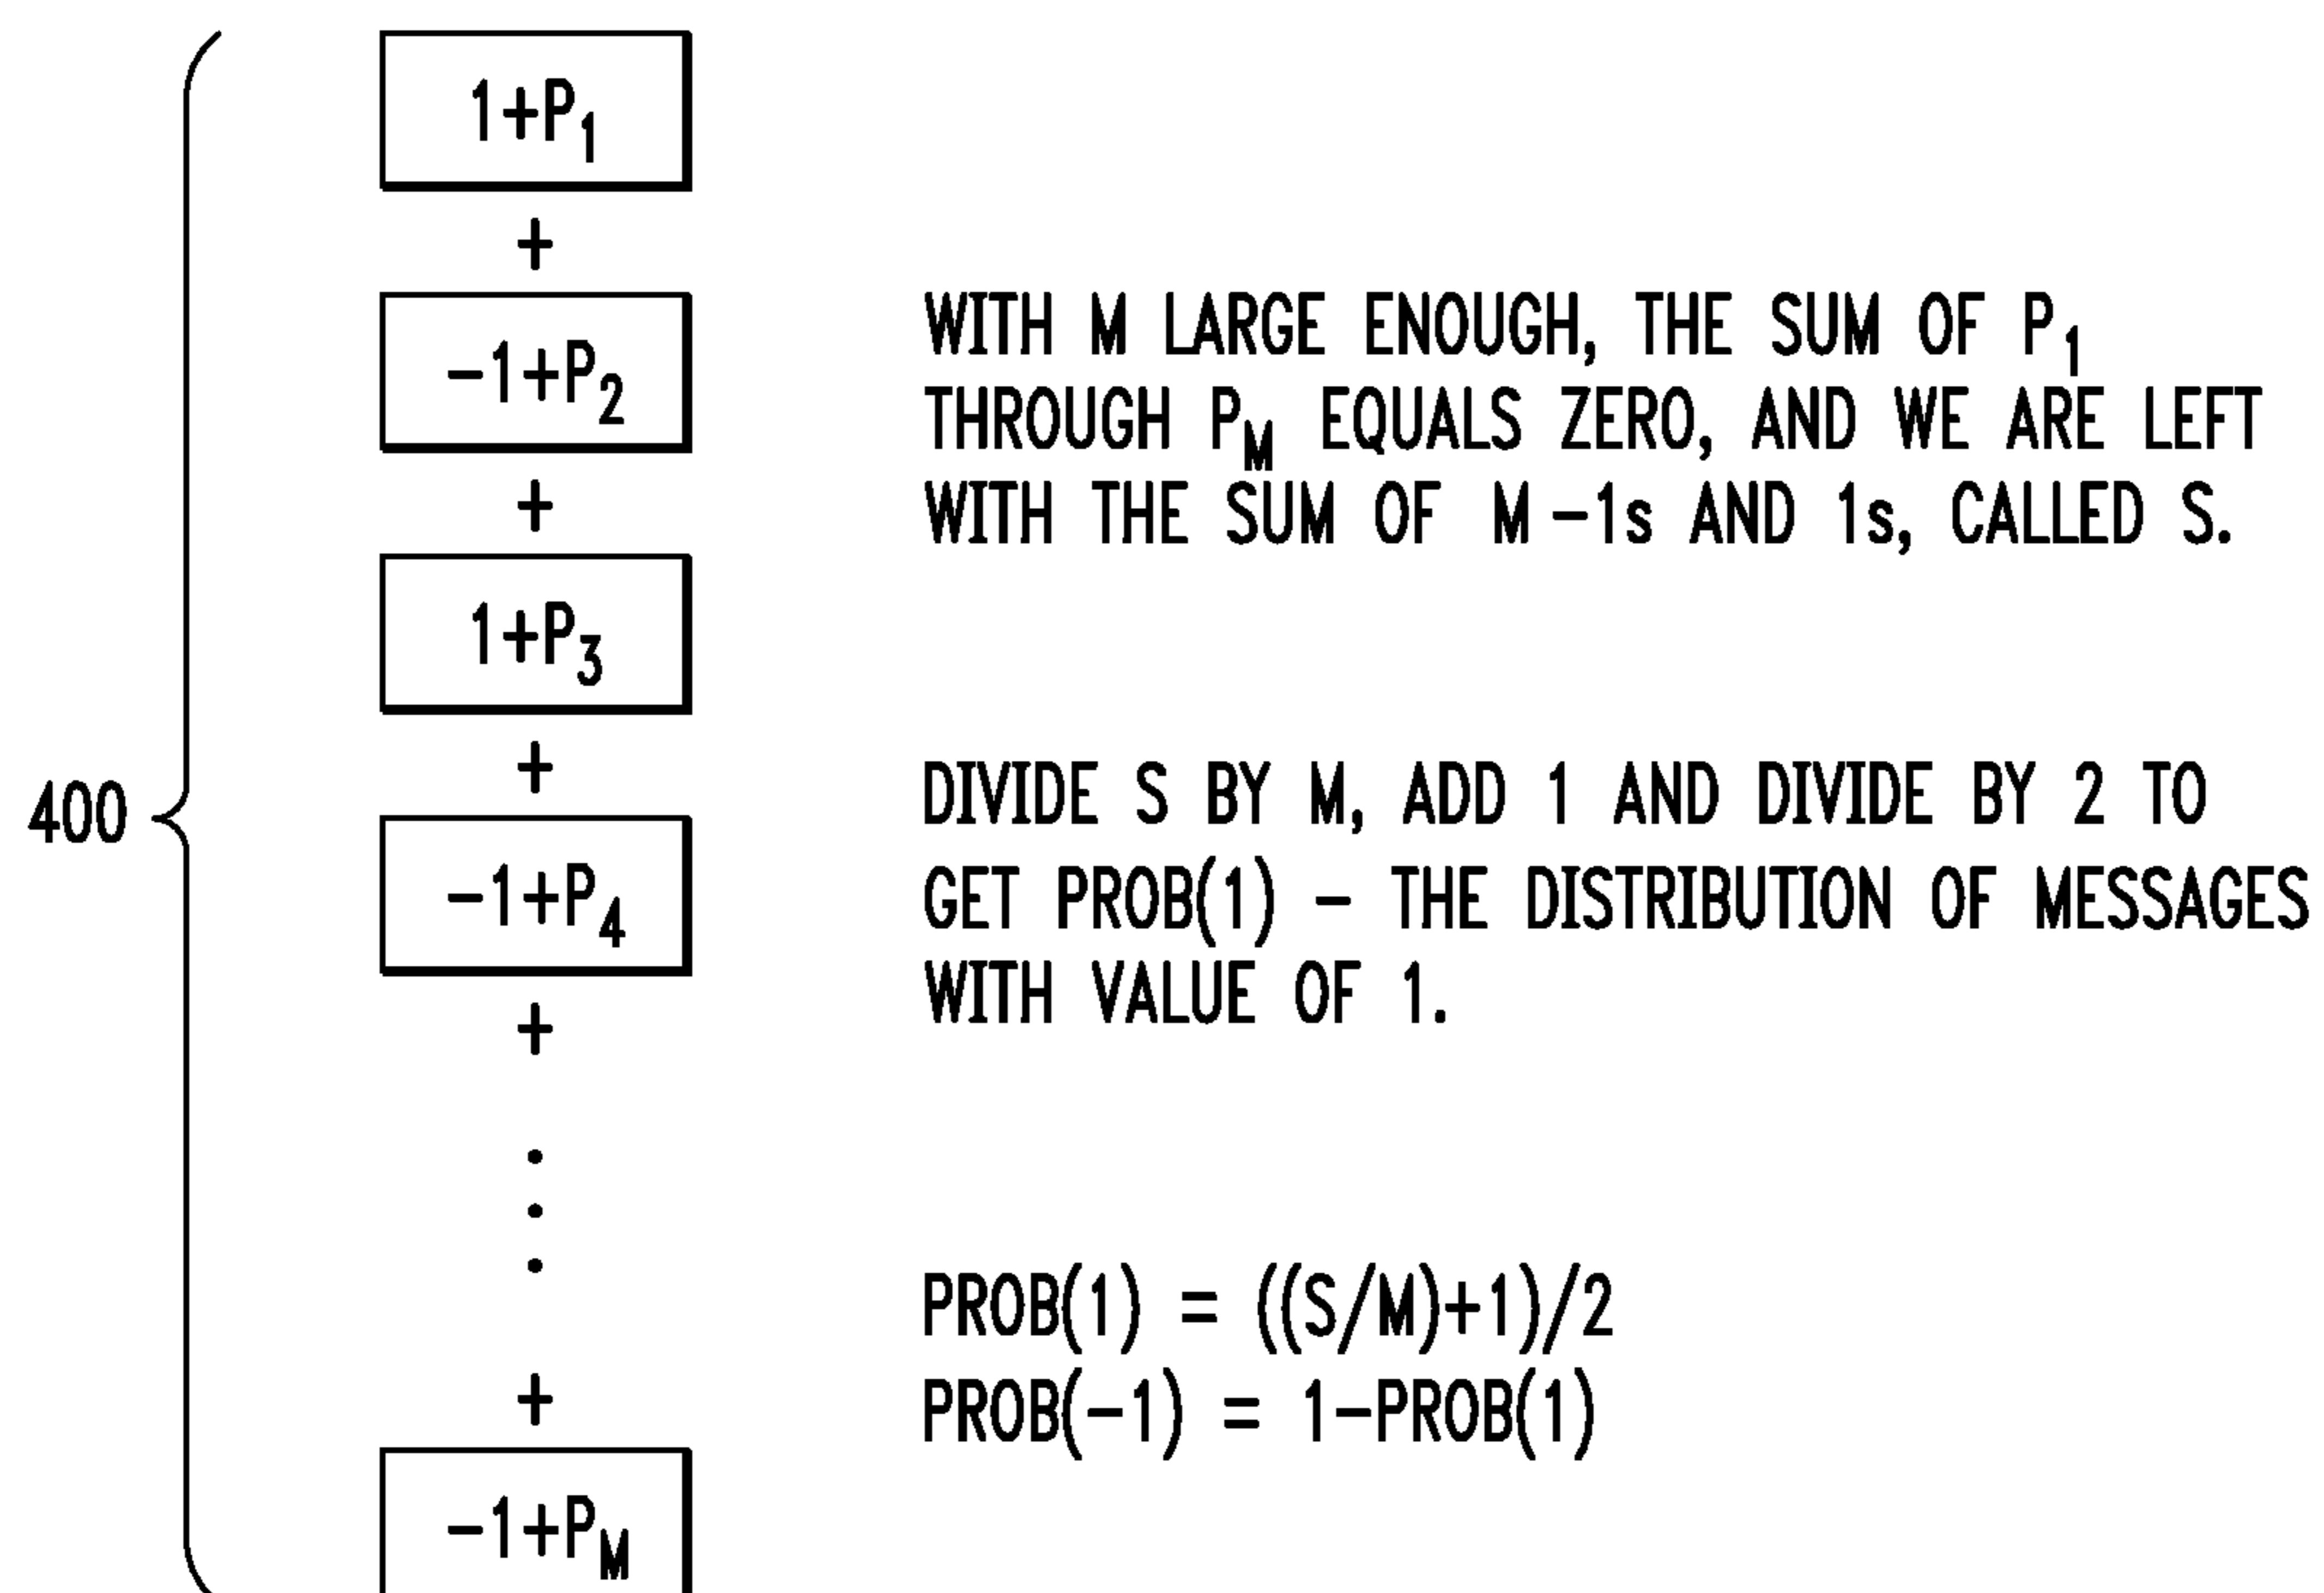 400
1+P₁
+
-1+P₂
+
1+P₃
+
-1+P₄
+
+
-1+P_M
WITH M LARGE ENOUGH, THE SUM OF P₁
THROUGH P_M EQUALS ZERO, AND WE ARE LEFT
WITH THE SUM OF M -1s AND 1s, CALLED S.
DIVIDE S BY M, ADD 1 AND DIVIDE BY 2 TO
GET PROB(1) - THE DISTRIBUTION OF MESSAGES
WITH VALUE OF 1.
PROB(1) = ((S/M)+1)/2
PROB(-1) = 1-PROB(1)